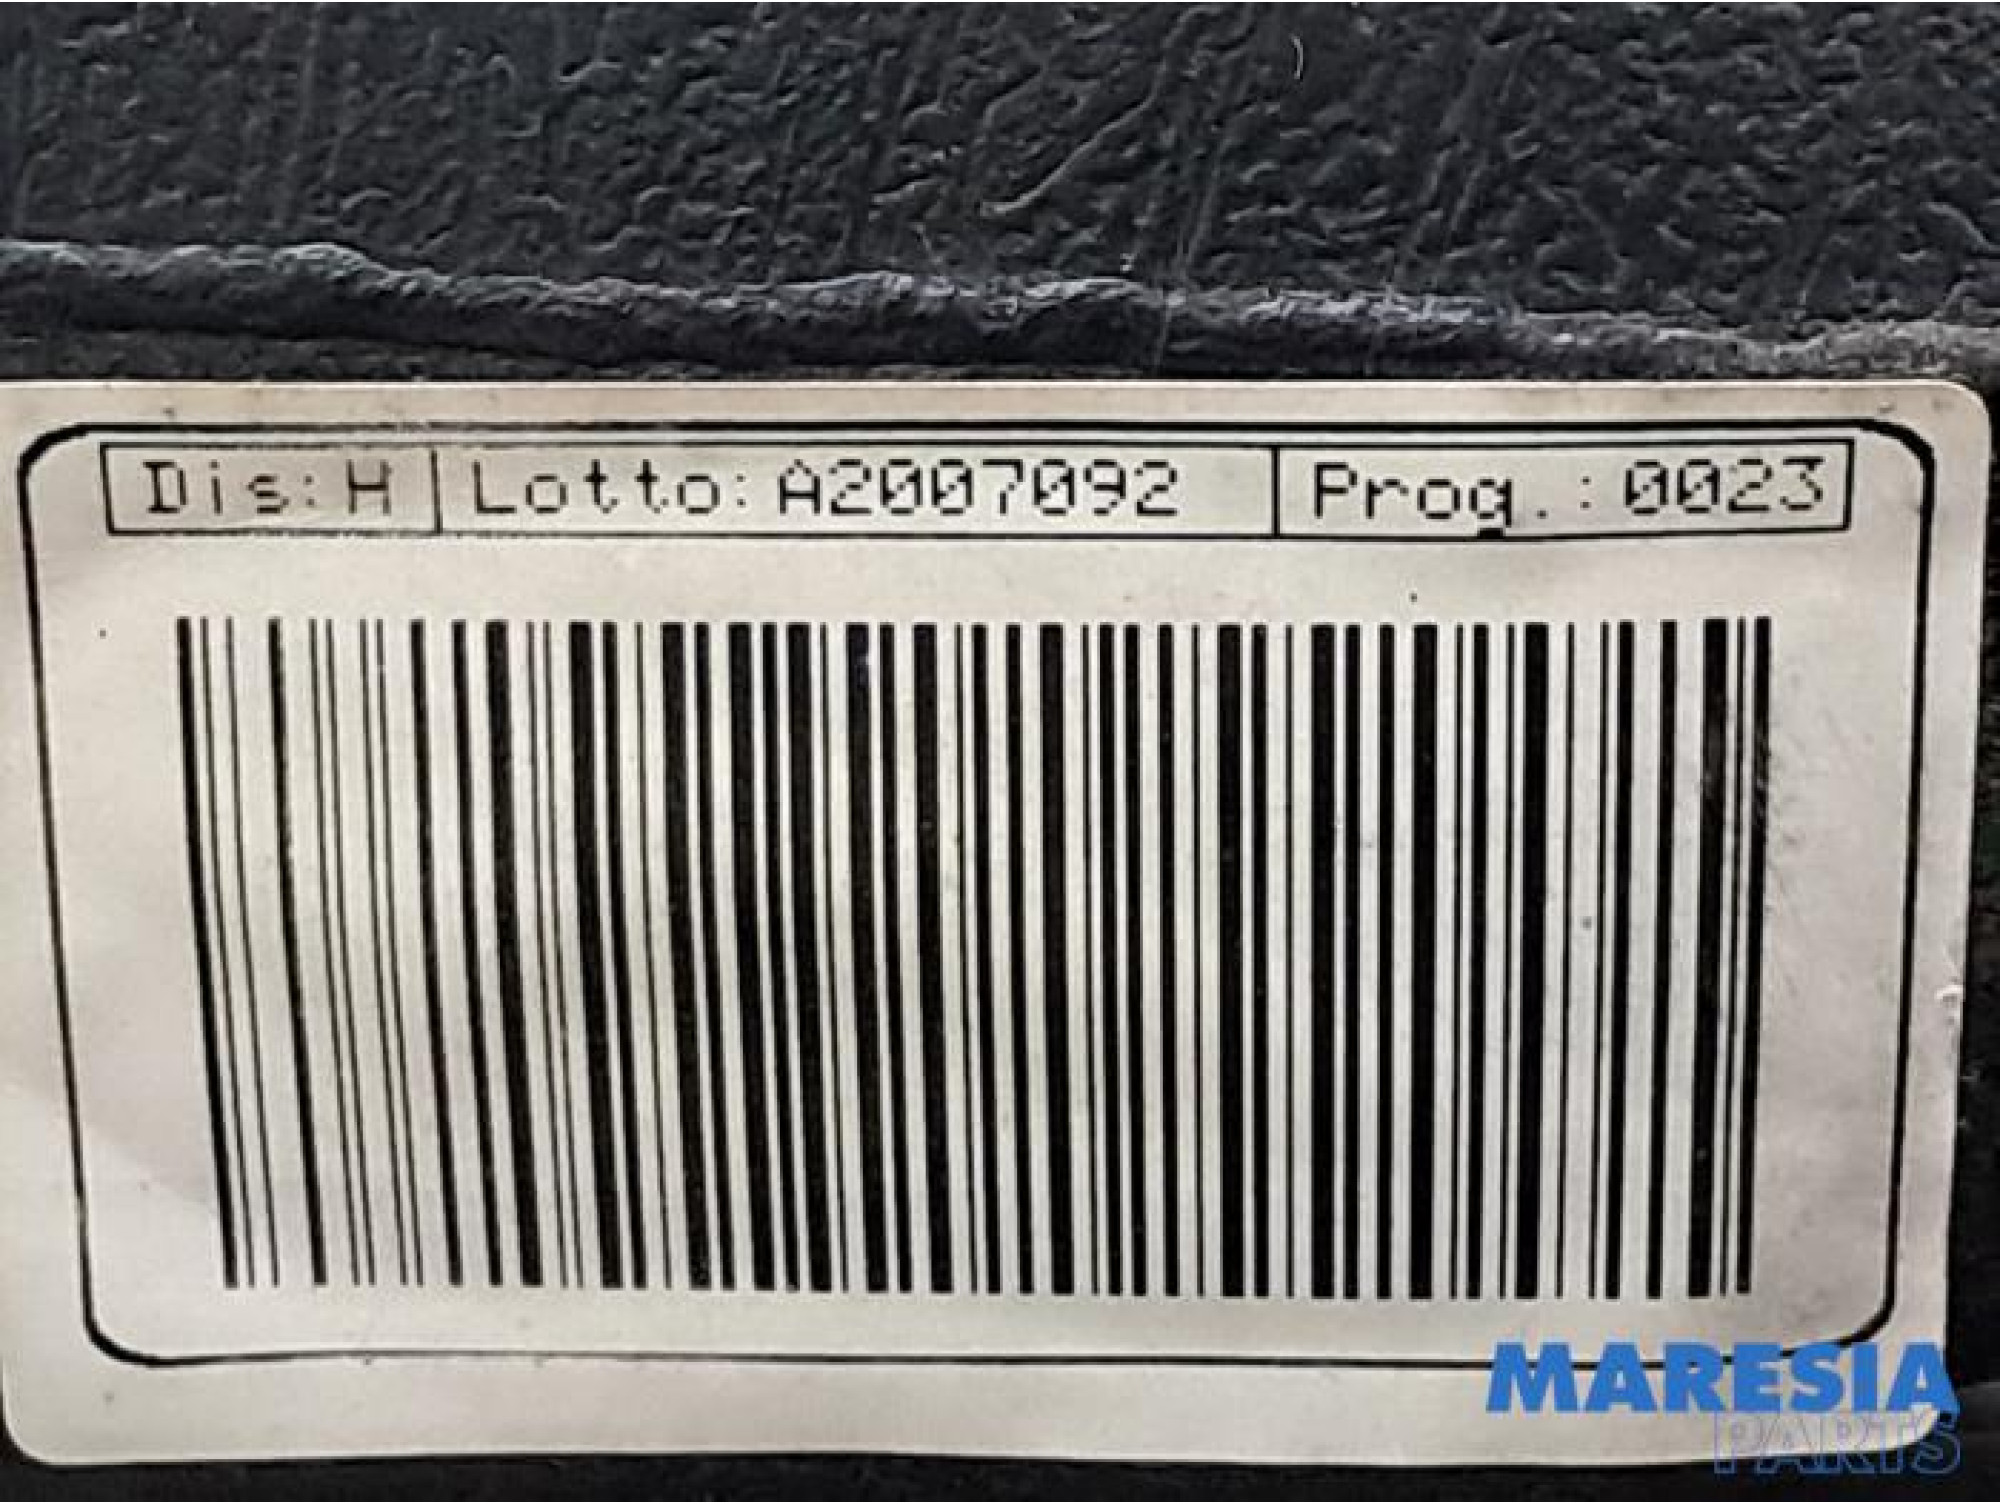 Dis:H Lotto:A2007092 Prog.:0023
MARESIA
PARTS